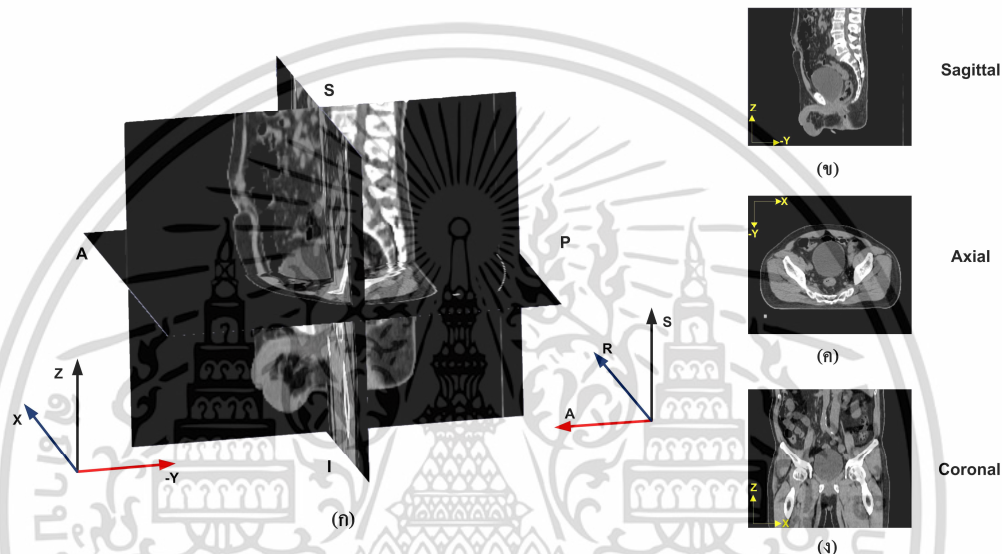 S
A
P
Z
X
-Y
I
(ก)
S
R
A
Z
-Y
Sagittal
(ข)
X
-Y
Axial
(ค)
Z
X
Coronal
(ง)